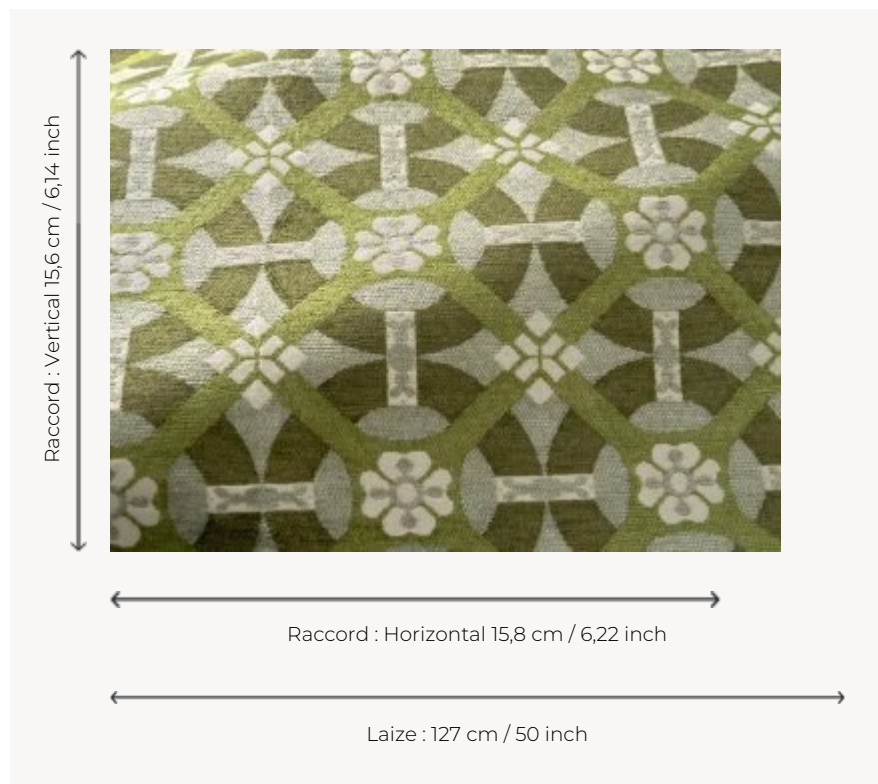 Raccord : Vertical 15,6 cm / 6,14 inch
Raccord : Horizontal 15,8 cm / 6,22 inch
Laize : 127 cm / 50 inch